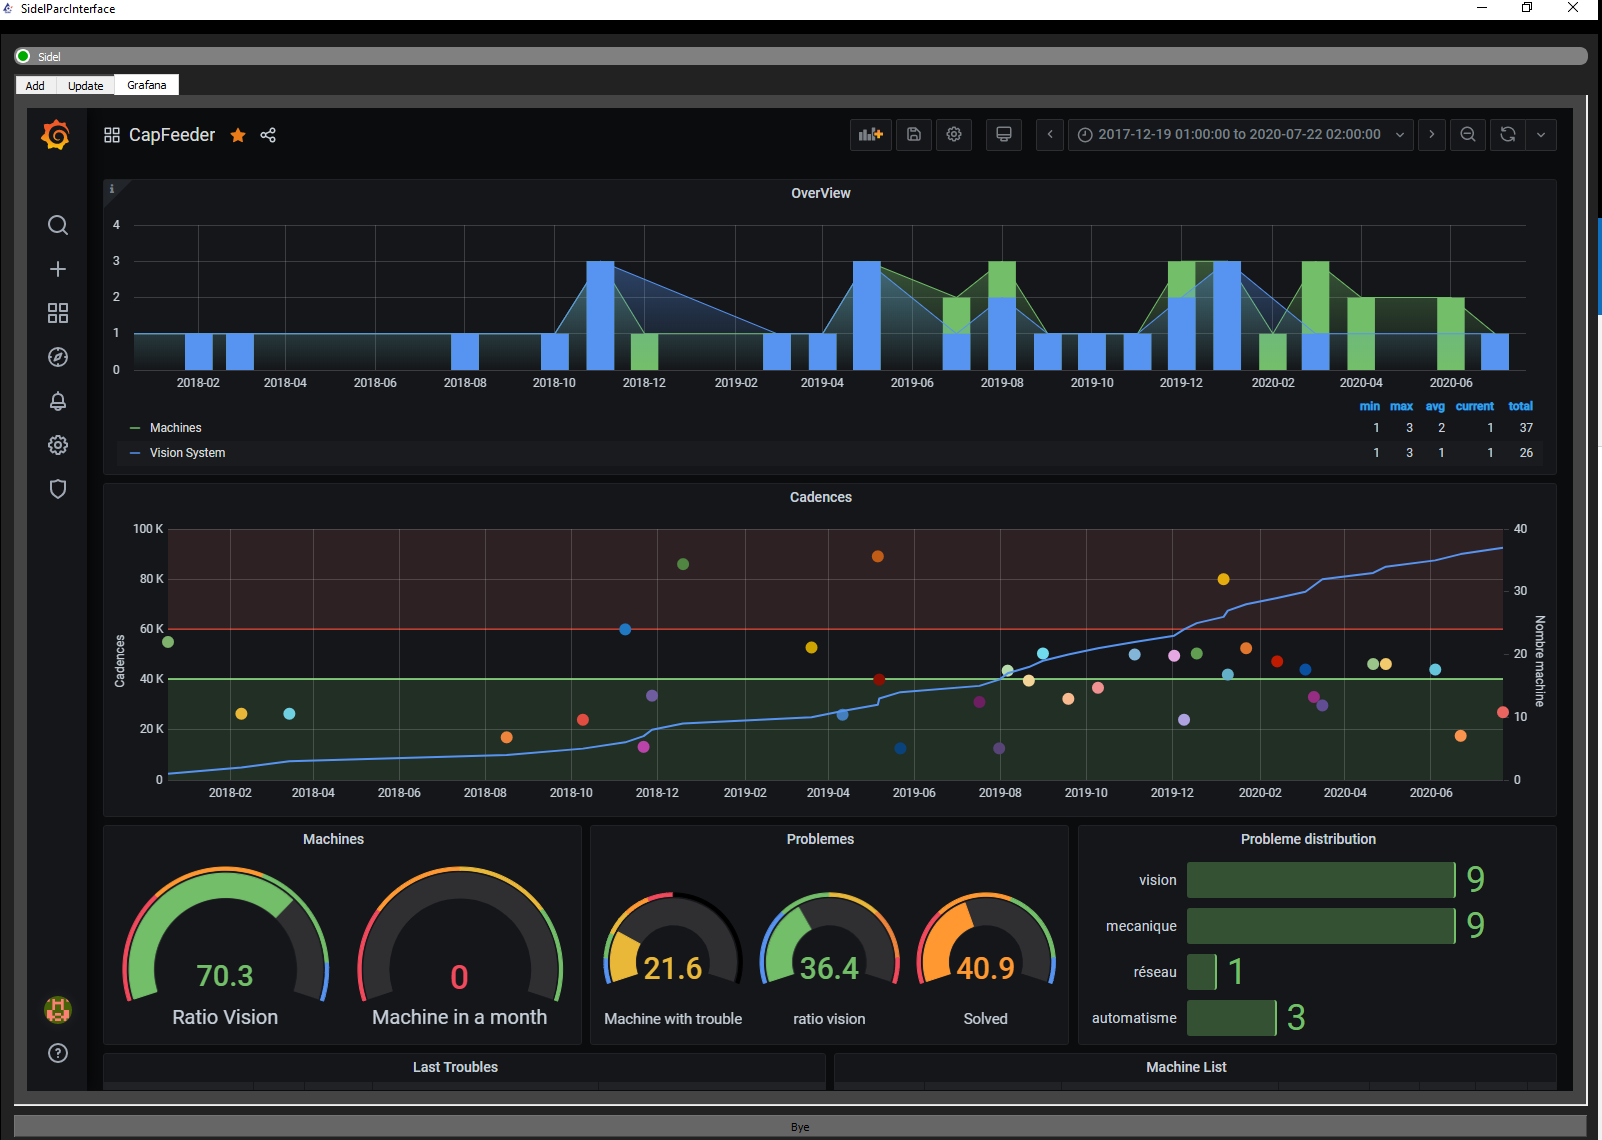 SidelParcInterface
Sidel
Add Update Grafana
CapFeeder
2017-12-19 01:00:00 to 2020-07-22 02:00:00
i
OverView
4
3
2
1
0
2018-02 2018-04 2018-06 2018-08 2018-10 2018-12 2019-02 2019-04 2019-06 2019-08 2019-10 2019-12 2020-02 2020-04 2020-06
min max avg current total
Machines 1 3 2 1 37
Vision System 1 3 1 1 26
Cadences
Cadences
100 K
80 K
60 K
40 K
20 K
0
40
30
20
10
0
Nombre machine
2018-02 2018-04 2018-06 2018-08 2018-10 2018-12 2019-02 2019-04 2019-06 2019-08 2019-10 2019-12 2020-02 2020-04 2020-06
Machines
70.3
Ratio Vision
0
Machine in a month
Problemes
21.6
Machine with trouble
36.4
ratio vision
40.9
Solved
Probleme distribution
vision 9
mecanique 9
réseau 1
automatisme 3
?
Last Troubles
Machine List
Bye